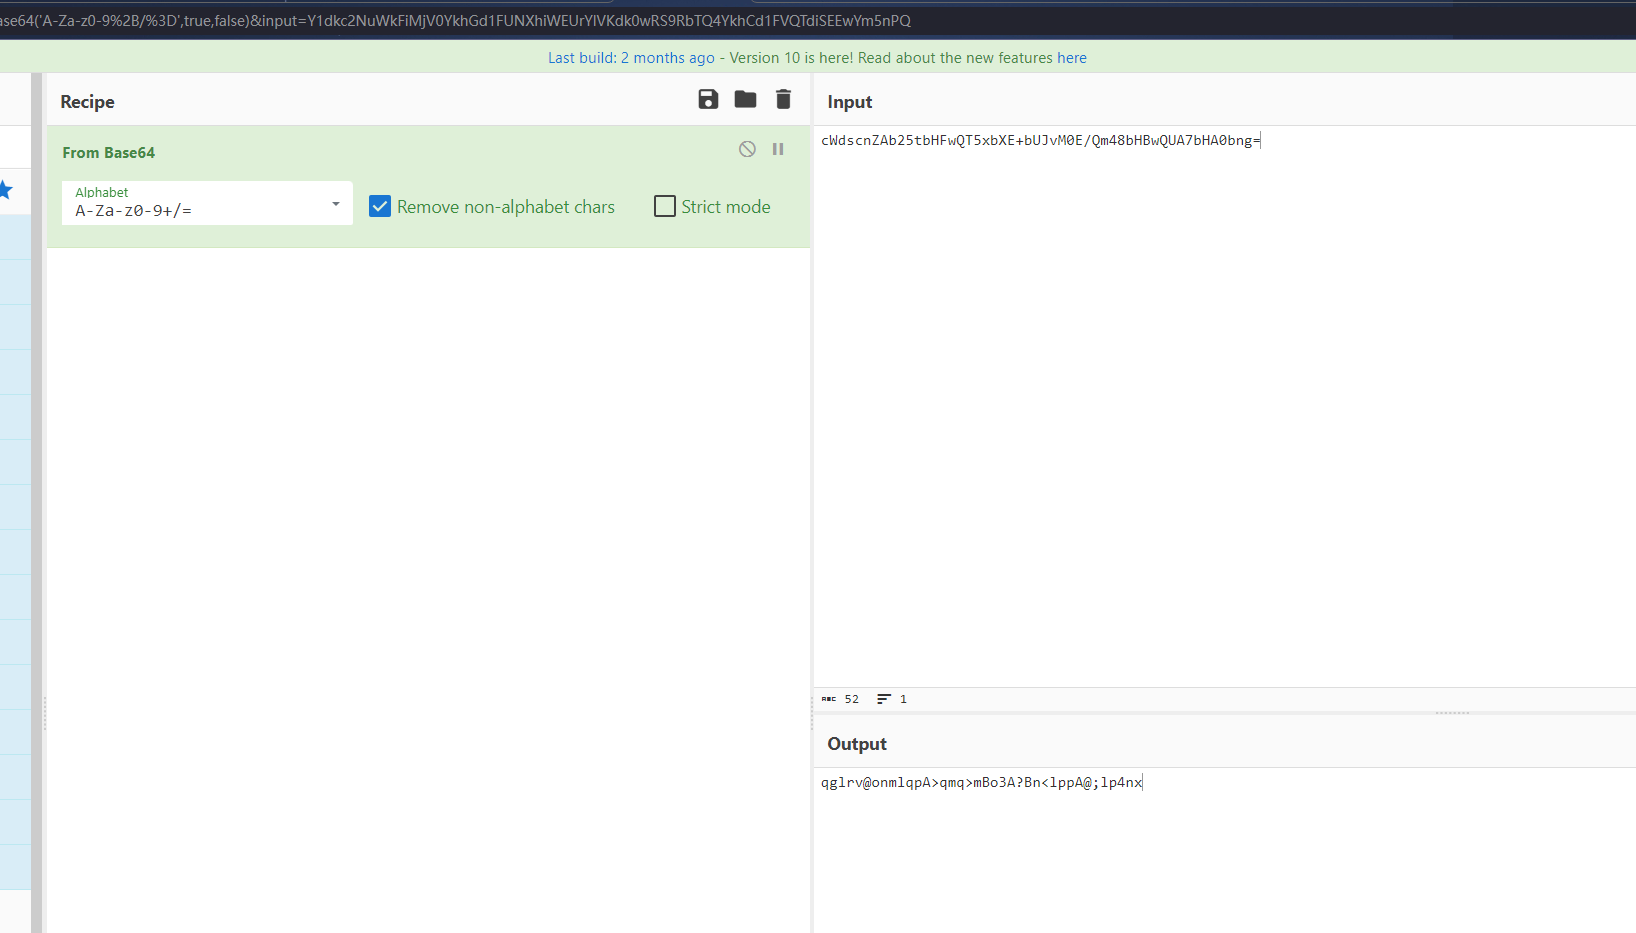 ase64('A-Za-z0-9%2B/%3D',true,false)&input=Y1dkc2NuWkFiMjV0YkhGd1FUNXhiWEUrYlVKdk0wRS9RbTQ4YkhCd1FVQTdiSEEwYm5nPQ
Last build: 2 months ago - Version 10 is here! Read about the new features here
Recipe
Input
From Base64
Alphabet
A-Za-z0-9+/=
Remove non-alphabet chars
Strict mode
cWdscnZAb25tbHFwQT5xbXE+bUJvM0E/Qm48bHBwQUA7bHA0bng=
ABC 52
1
Output
qglrv@onmlqpA>qmq>mBo3A?Bn<lppA@;lp4nx